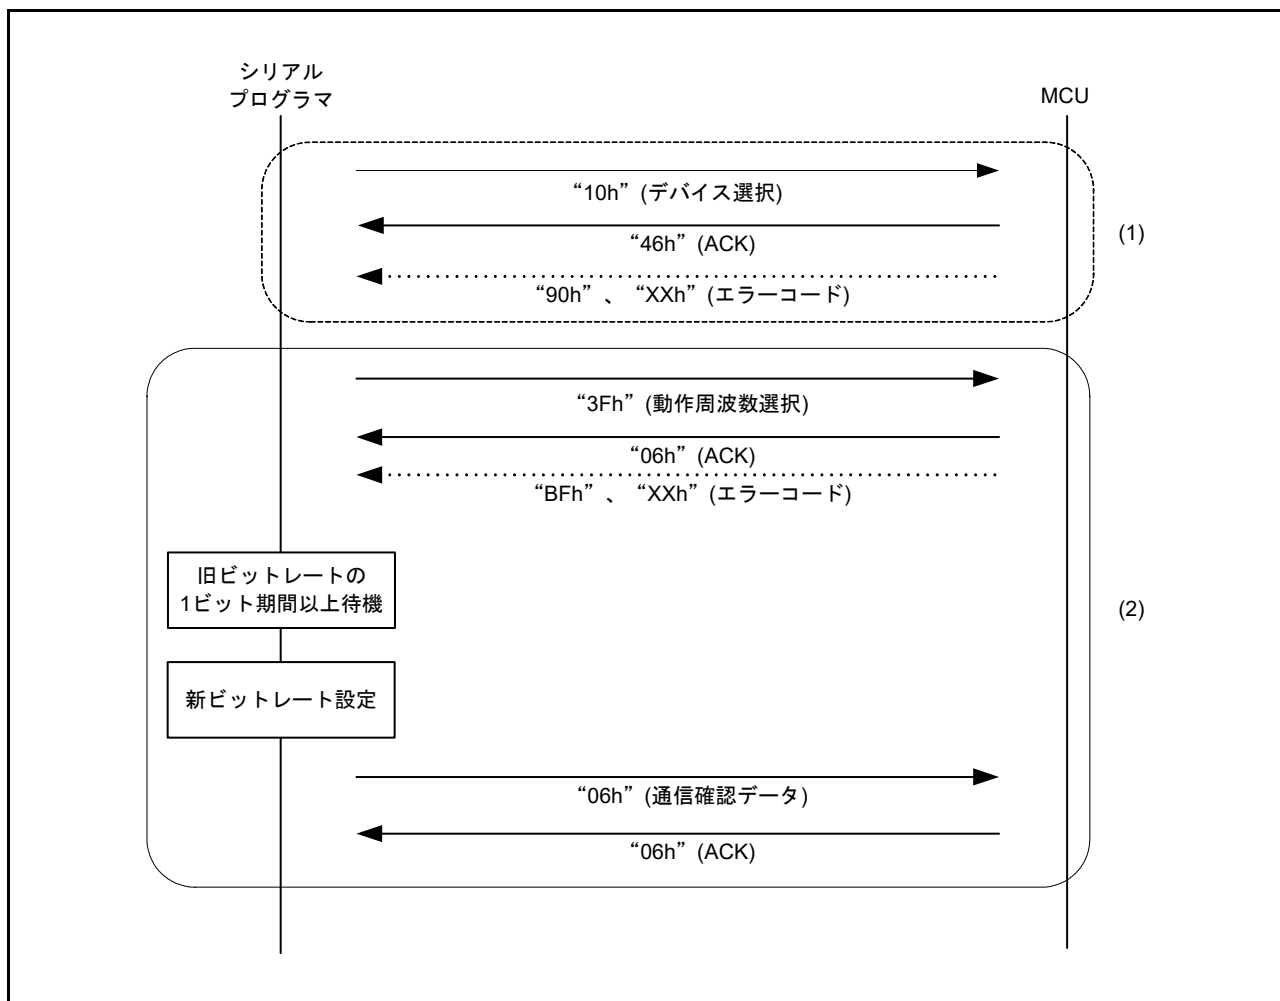 シリアル
プログラマ
MCU
“10h” (デバイス選択)
“46h” (ACK)
(1)
“90h” 、 “XXh” (エラーコード)
“3Fh” (動作周波数選択)
“06h” (ACK)
“BFh” 、 “XXh” (エラーコード)
旧ビットレートの
1ビット期間以上待機
(2)
新ビットレート設定
“06h” (通信確認データ)
“06h” (ACK)